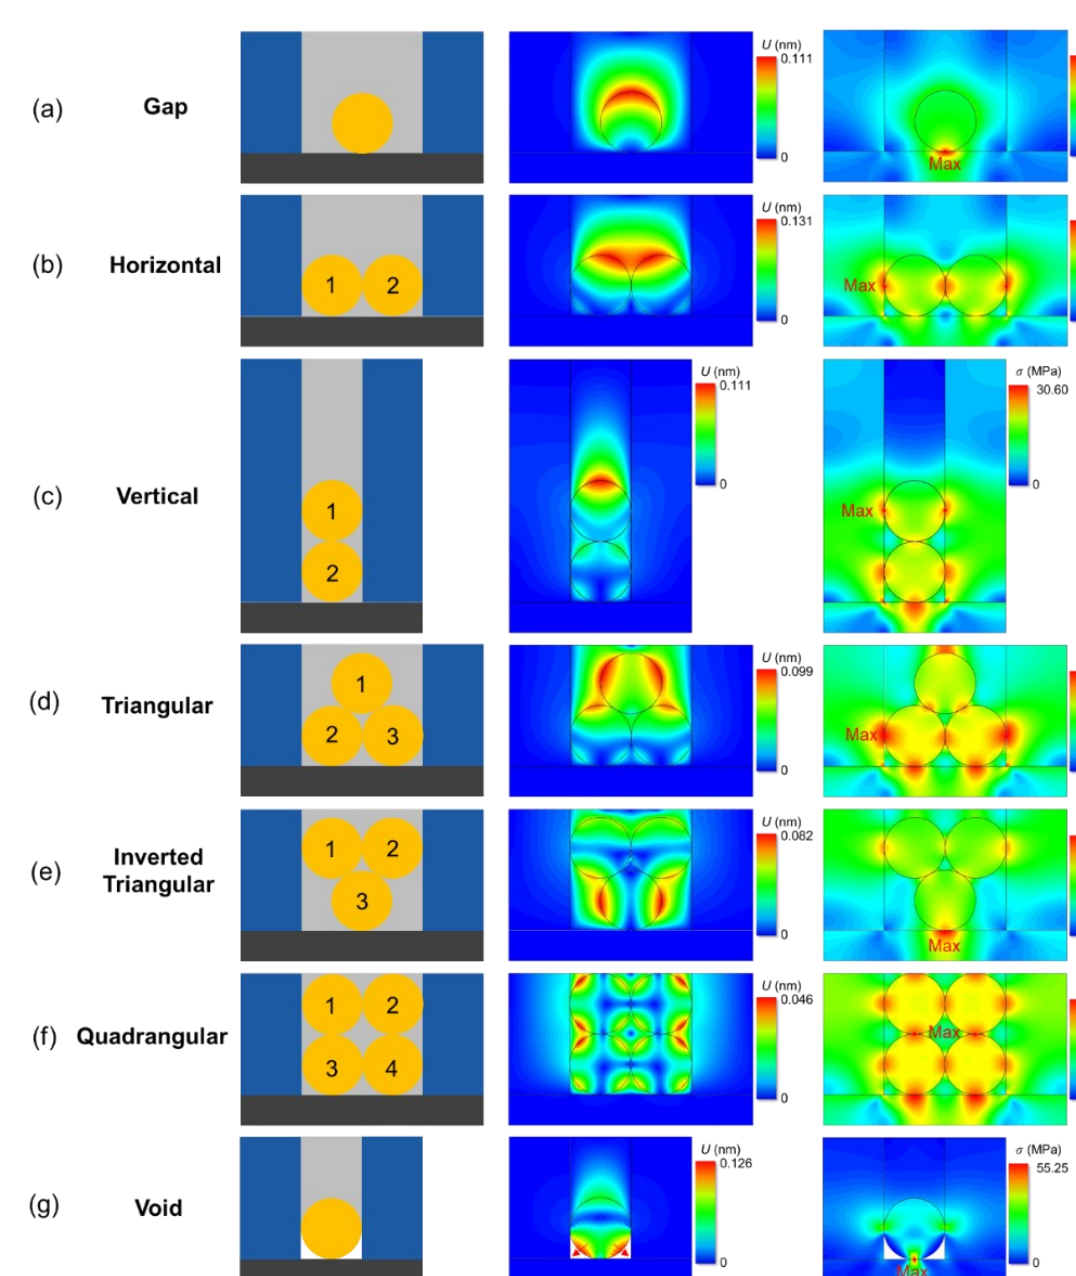 U (nm)
0.111
(a) Gap
0
Max
U (nm)
0.131
(b) Horizontal
1 2
Max
0
U (nm)
0.111
σ (MPa)
30.60
0
0
(c) Vertical
1
Max
2
U (nm)
0.099
(d) Triangular
1
2 3
Max
0
U (nm)
0.082
(e) Inverted
Triangular
1 2
3
0
Max
U (nm)
0.046
(f) Quadrangular
1 2
Max
3 4
0
U (nm)
0.126
σ (MPa)
55.25
(g) Void
0
0
Max